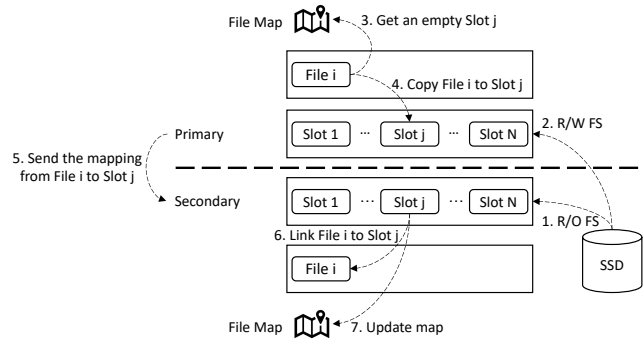 File Map
3. Get an empty Slot j
File i
4. Copy File i to Slot j
Primary
Slot 1 ... Slot j ... Slot N
2. R/W FS
5. Send the mapping
from File i to Slot j
Secondary
Slot 1 ... Slot j ... Slot N
1. R/O FS
6. Link File i to Slot j
File i
SSD
File Map
7. Update map